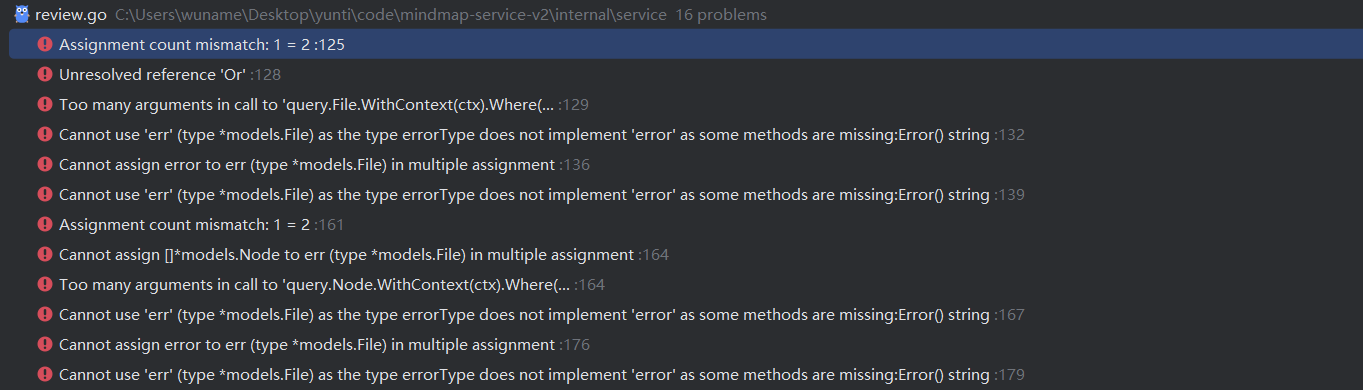 review.go C:\Users\wuname\Desktop\yunti\code\mindmap-service-v2\internal\service 16 problems
Assignment count mismatch: 1 = 2 :125
Unresolved reference 'Or' :128
Too many arguments in call to 'query.File.WithContext(ctx).Where(... :129
Cannot use 'err' (type *models.File) as the type errorType does not implement 'error' as some methods are missing:Error() string :132
Cannot assign error to err (type *models.File) in multiple assignment :136
Cannot use 'err' (type *models.File) as the type errorType does not implement 'error' as some methods are missing:Error() string :139
Assignment count mismatch: 1 = 2 :161
Cannot assign []*models.Node to err (type *models.File) in multiple assignment :164
Too many arguments in call to 'query.Node.WithContext(ctx).Where(... :164
Cannot use 'err' (type *models.File) as the type errorType does not implement 'error' as some methods are missing:Error() string :167
Cannot assign error to err (type *models.File) in multiple assignment :176
Cannot use 'err' (type *models.File) as the type errorType does not implement 'error' as some methods are missing:Error() string :179